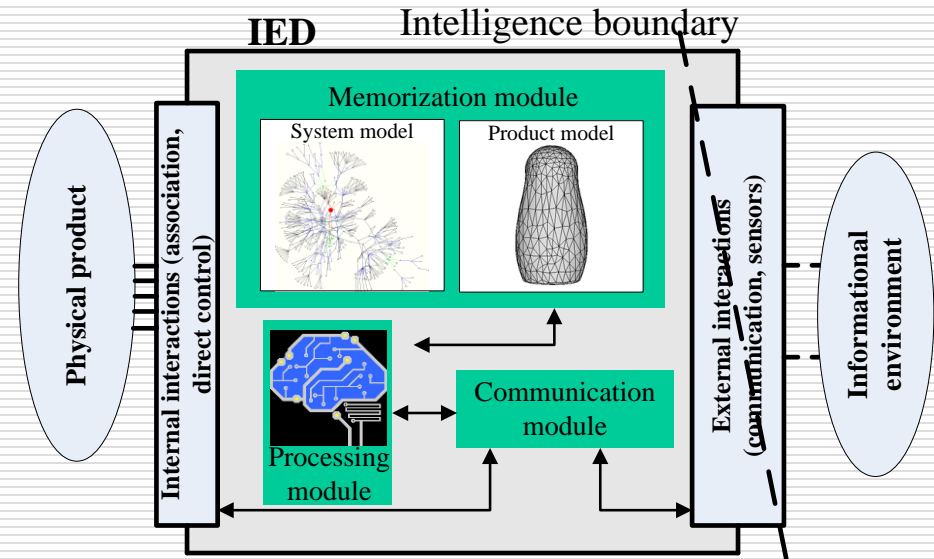 IED
Intelligence boundary
Memorization module
System model
Product model
Physical product
Internal interactions (association,
direct control)
Processing
module
Communication
module
External interactions
(communication, sensors)
Informational
environment